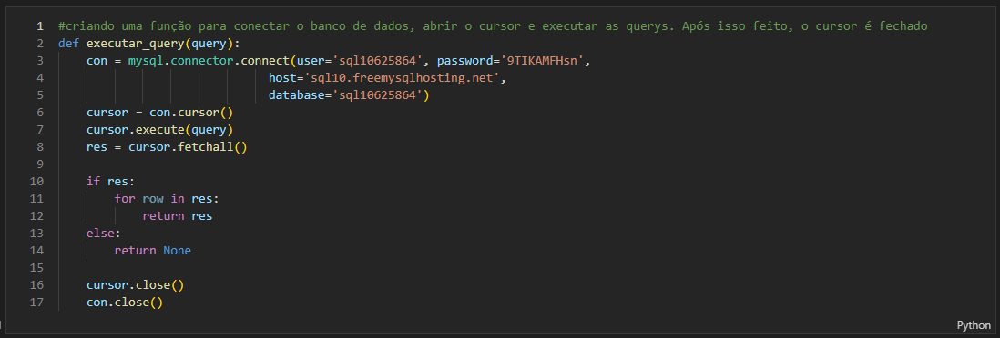 1 #criando uma função para conectar o banco de dados, abrir o cursor e executar as querys. Após isso feito, o cursor é fechado
2 def executar_query(query):
3     con = mysql.connector.connect(user='sql10625864', password='9TIKAMFHsn',
4                               host='sql10.freemysqlhosting.net',
5                               database='sql10625864')
6     cursor = con.cursor()
7     cursor.execute(query)
8     res = cursor.fetchall()
9
10     if res:
11         for row in res:
12             return res
13     else:
14         return None
15
16     cursor.close()
17     con.close()
Python